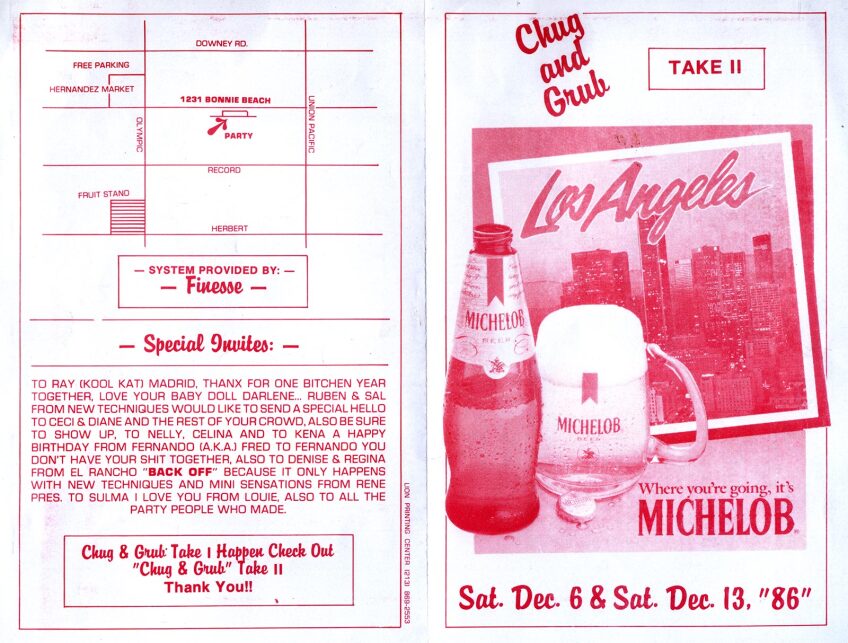 DOWNEY RD.
FREE PARKING
HERNANDEZ MARKET
1231 BONNIE BEACH
OLYMPIC
UNION PACIFIC
PARTY
RECORD
FRUIT STAND
HERBERT
— SYSTEM PROVIDED BY: —
— Finesse —
— Special Invites: —
TO RAY (KOOL KAT) MADRID, THANX FOR ONE BITCHEN YEAR
TOGETHER, LOVE YOUR BABY DOLL DARLENE... RUBEN & SAL
FROM NEW TECHNIQUES WOULD LIKE TO SEND A SPECIAL HELLO
TO CECI & DIANE AND THE REST OF YOUR CROWD, ALSO BE SURE
TO SHOW UP, TO NELLY, CELINA AND TO KENA A HAPPY
BIRTHDAY FROM FERNANDO (A.K.A.) FRED TO FERNANDO YOU
DON'T HAVE YOUR SHIT TOGETHER, ALSO TO DENISE & REGINA
FROM EL RANCHO "BACK OFF" BECAUSE IT ONLY HAPPENS
WITH NEW TECHNIQUES AND MINI SENSATIONS FROM RENE
PRES. TO SULMA I LOVE YOU FROM LOUIE, ALSO TO ALL THE
PARTY PEOPLE WHO MADE.
Chug & Grub: Take I Happen Check Out
"Chug & Grub" Take II
Thank You!!
LION PRINTING CENTER (213) 869-2553
Chug
and
Grub
TAKE II
Los Angeles
MICHELOB
BEER
MICHELOB
BEER
Where you're going, it's
MICHELOB®
Sat. Dec. 6 & Sat. Dec. 13, "86"